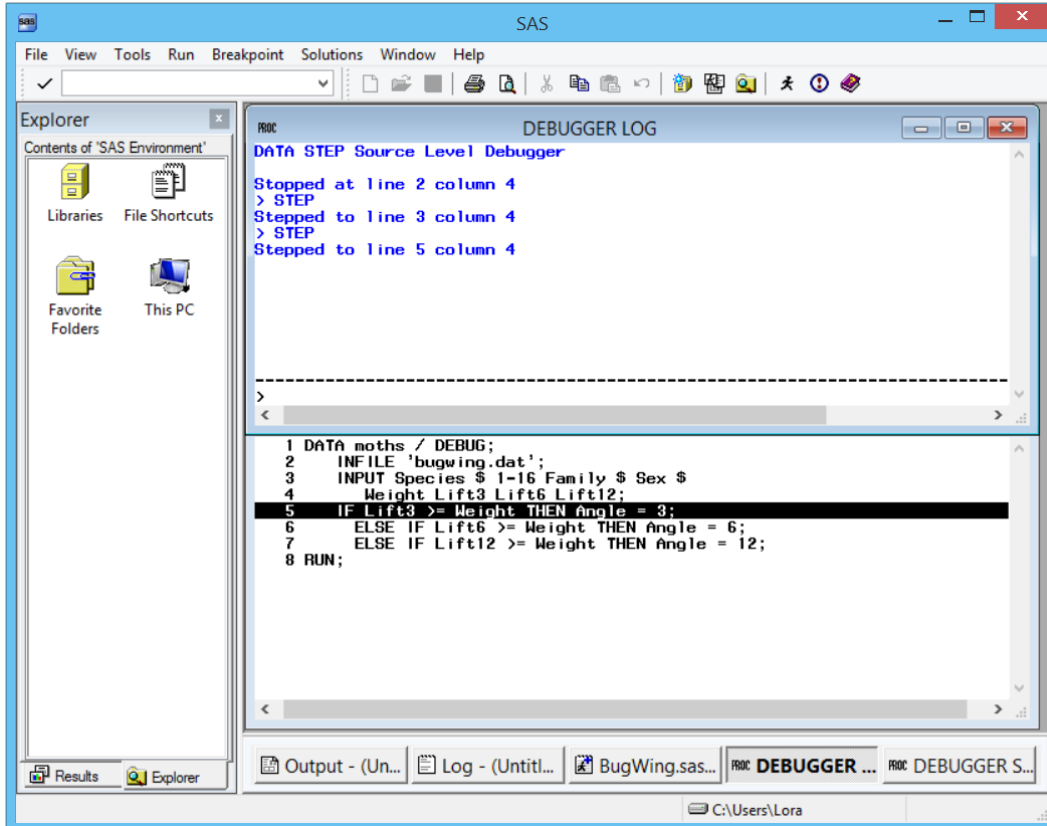 sas
SAS
File View Tools Run Breakpoint Solutions Window Help
Explorer
Contents of 'SAS Environment'
Libraries File Shortcuts
Favorite Folders
This PC
Results Explorer
PROC DEBUGGER LOG
DATA STEP Source Level Debugger
Stopped at line 2 column 4
> STEP
Stepped to line 3 column 4
> STEP
Stepped to line 5 column 4
>
1 DATA moths / DEBUG;
2 INFILE 'bugwing.dat';
3 INPUT Species $ 1-16 Family $ Sex $
4 Weight Lift3 Lift6 Lift12;
5 IF Lift3 >= Weight THEN Angle = 3;
6 ELSE IF Lift6 >= Weight THEN Angle = 6;
7 ELSE IF Lift12 >= Weight THEN Angle = 12;
8 RUN;
Output - (Un... Log - (Untitl... BugWing.sas... PROC DEBUGGER ... PROC DEBUGGER S...
C:\Users\Lora